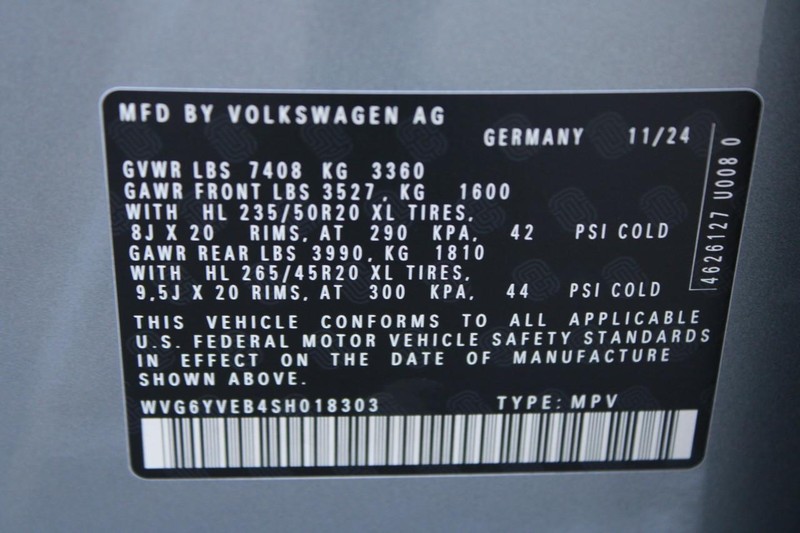 MFD BY VOLKSWAGEN AG
GERMANY 11/24
GVWR LBS 7408 KG 3360
GAWR FRONT LBS 3527, KG 1600
WITH HL 235/50R20 XL TIRES,
8J X 20 RIMS, AT 290 KPA, 42 PSI COLD
GAWR REAR LBS 3990, KG 1810
WITH HL 265/45R20 XL TIRES,
9,5J X 20 RIMS, AT 300 KPA, 44 PSI COLD
4626127 U008 0
THIS VEHICLE CONFORMS TO ALL APPLICABLE
U.S. FEDERAL MOTOR VEHICLE SAFETY STANDARDS
IN EFFECT ON THE DATE OF MANUFACTURE
SHOWN ABOVE.
WVG6YVEB4SH018303 TYPE: MPV